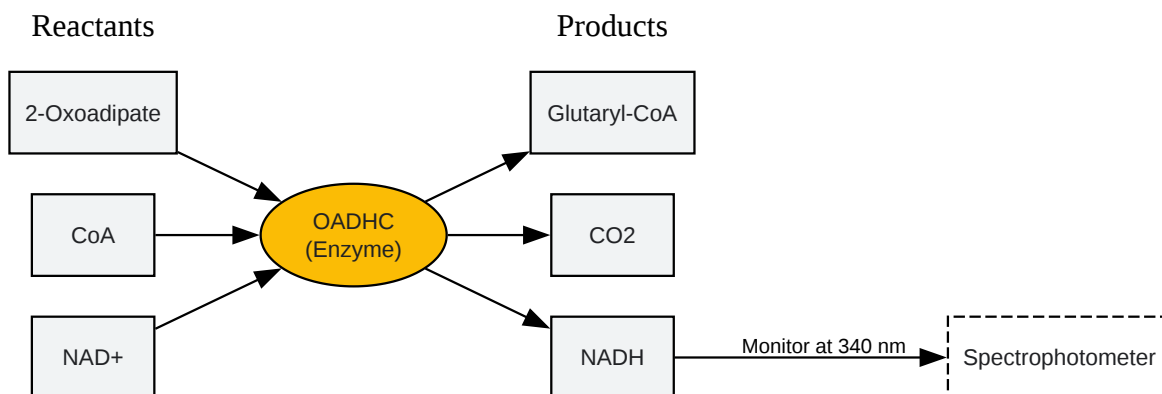 Reactants
Products
2-Oxoadipate
Glutaryl-CoA
CoA
OADHC
(Enzyme)
CO2
NAD+
NADH
Monitor at 340 nm
Spectrophotometer